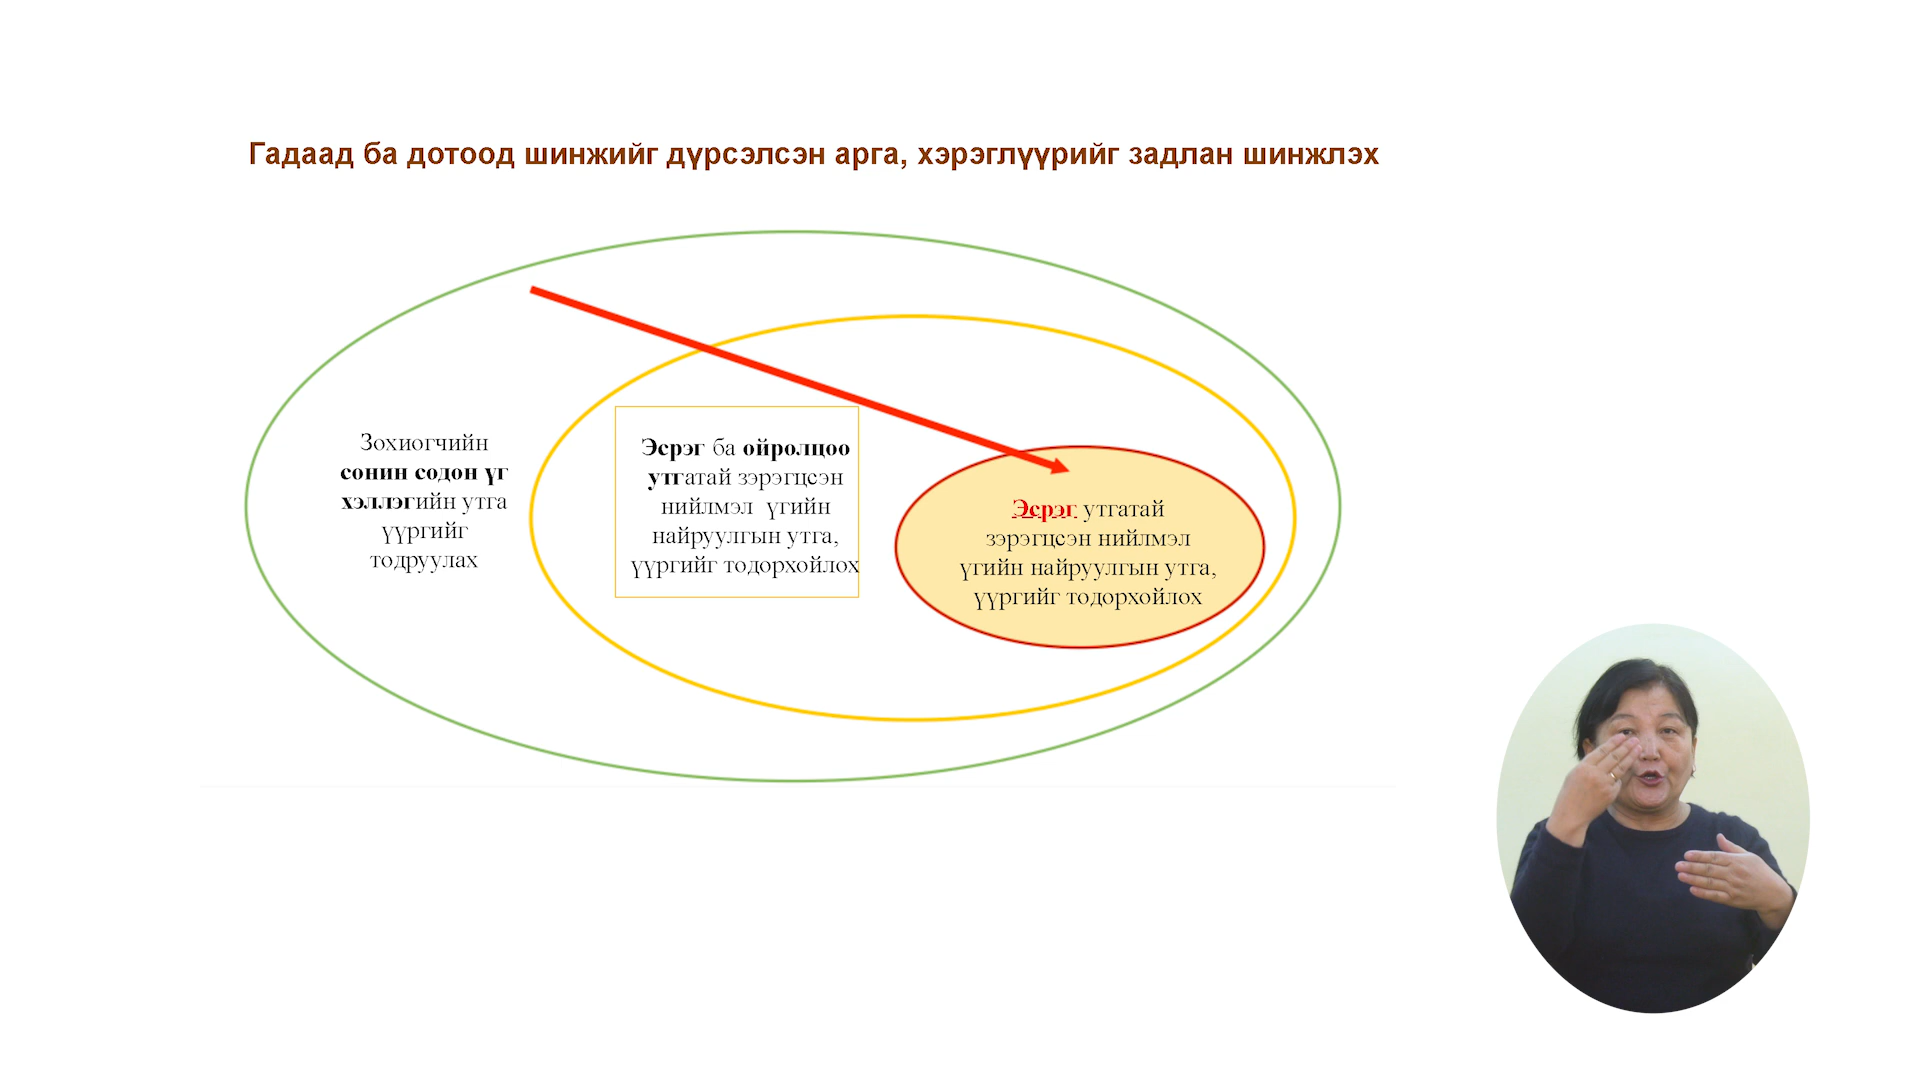 Гадаад ба дотоод шинжийг дүрсэлсэн арга, хэрэглүүрийг задлан шинжлэх
Зохиогчийн
сонин содон үг
хэллэгийн утга
үүргийг
тодруулах
Эсрэг ба ойролцоо
утгатай зэрэгцсэн
нийлмэл үгийн
найруулгын утга,
үүргийг тодорхойлох
Эсрэг утгатай
зэрэгцсэн нийлмэл
үгийн найруулгын утга,
үүргийг тодорхойлох